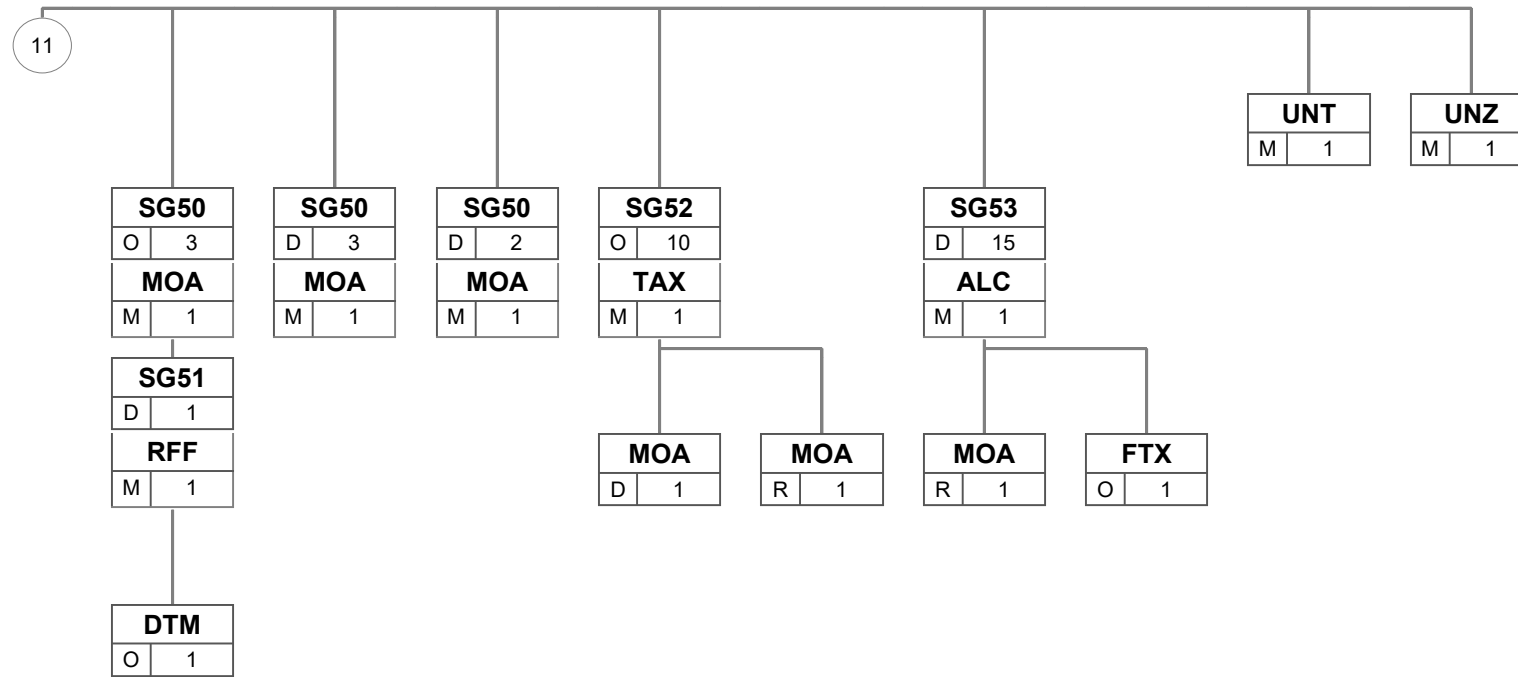 11
UNT UNZ
M 1 M 1
SG50 SG50 SG50 SG52 SG53
O 3 D 3 D 2 O 10 D 15
MOA MOA MOA TAX ALC
M 1 M 1 M 1 M 1 M 1
SG51
D 1
RFF
M 1
MOA MOA MOA FTX
D 1 R 1 R 1 O 1
DTM
O 1